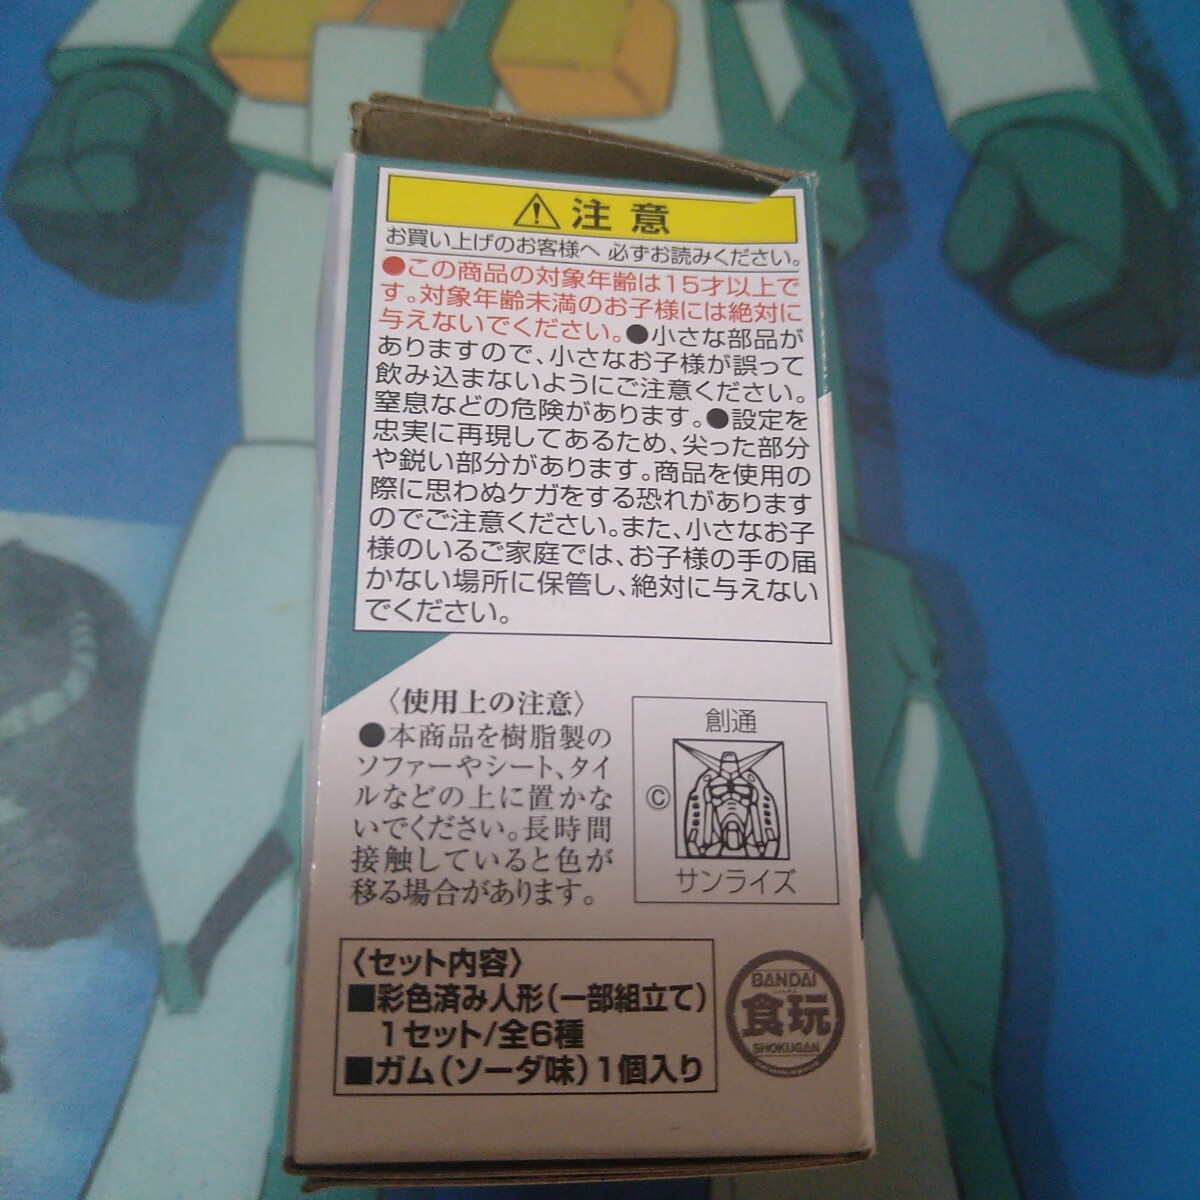 注意
お買い上げのお客様へ 必ずお読みください。
●この商品の対象年齢は15才以上で
す。対象年齢未満のお子様には絶対に
与えないでください。●小さな部品が
ありますので、小さなお子様が誤って
飲み込まないようにご注意ください。
窒息などの危険があります。●設定を
忠実に再現してあるため、尖った部分
や鋭い部分があります。商品を使用の
際に思わぬケガをする恐れがあります
のでご注意ください。また、小さなお子
様のいるご家庭では、お子様の手の届
かない場所に保管し、絶対に与えない
でください。
〈使用上の注意〉
●本商品を樹脂製の
ソファーやシート、タイ
ルなどの上に置かな
いでください。長時間
接触していると色が
移る場合があります。
創通
©
サンライズ
〈セット内容〉
■彩色済み人形(一部組立て)
1セット/全6種
■ガム(ソーダ味)1個入り
BANDAI
食玩
SHOKUGAN